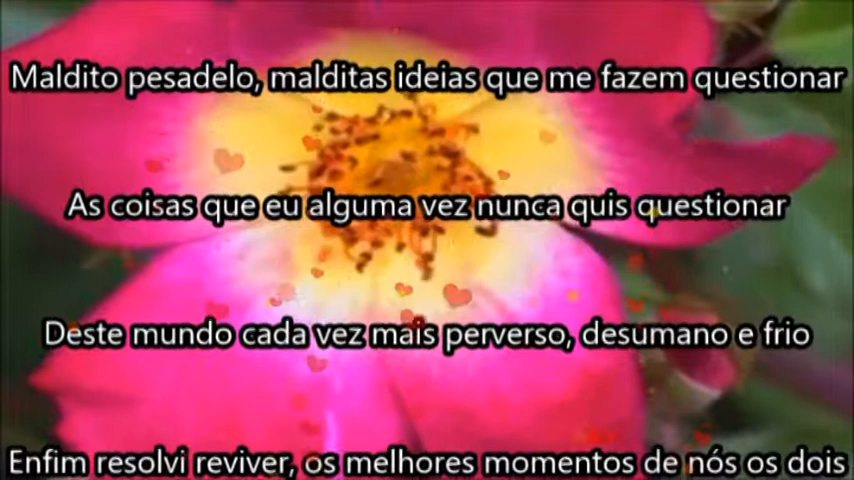 Maldito pesadelo, malditas ideias que me fazem questionar
As coisas que eu alguma vez nunca quis questionar
Deste mundo cada vez mais perverso, desumano e frio
Enfim resolvi reviver, os melhores momentos de nós os dois